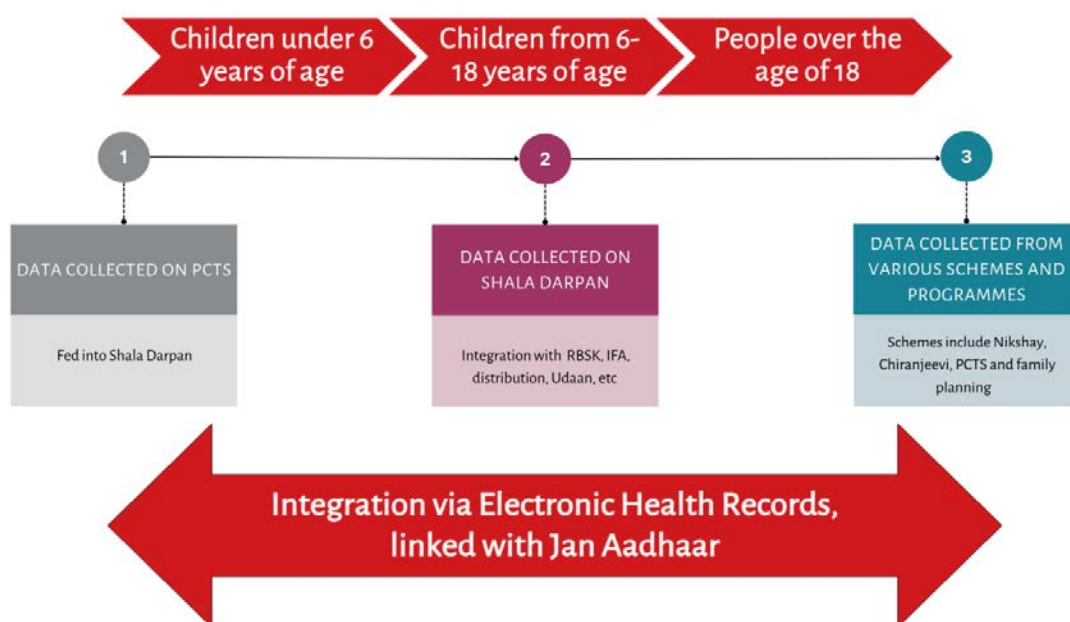 Children under 6
years of age
Children from 6-
18 years of age
People over the
age of 18
1
2
3
DATA COLLECTED ON PCTS
Fed into Shala Darpan
DATA COLLECTED ON
SHALA DARPAN
Integration with RBSK, IFA,
distribution, Udaan, etc
DATA COLLECTED FROM
VARIOUS SCHEMES AND
PROGRAMMES
Schemes include Nikshay,
Chiranjeevi, PCTS and family
planning
Integration via Electronic Health Records,
linked with Jan Aadhaar